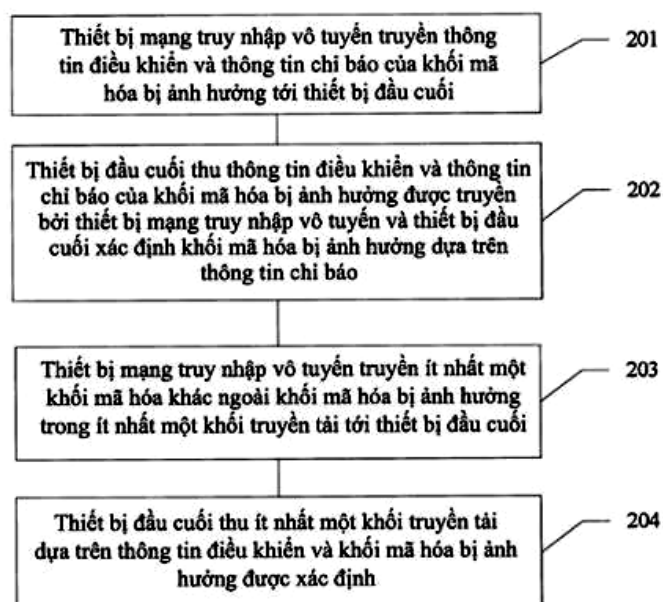 Thiết bị mạng truy nhập vô tuyến truyền thông
tin điều khiển và thông tin chỉ báo của khối mã
hóa bị ảnh hưởng tới thiết bị đầu cuối
201
Thiết bị đầu cuối thu thông tin điều khiển và thông tin
chỉ báo của khối mã hóa bị ảnh hưởng được truyền
bởi thiết bị mạng truy nhập vô tuyến và thiết bị đầu
cuối xác định khối mã hóa bị ảnh hưởng dựa trên
thông tin chỉ báo
202
Thiết bị mạng truy nhập vô tuyến truyền ít nhất một
khối mã hóa khác ngoài khối mã hóa bị ảnh hưởng
trong ít nhất một khối truyền tải tới thiết bị đầu cuối
203
Thiết bị đầu cuối thu ít nhất một khối truyền tải
dựa trên thông tin điều khiển và khối mã hóa bị ảnh
hưởng được xác định
204